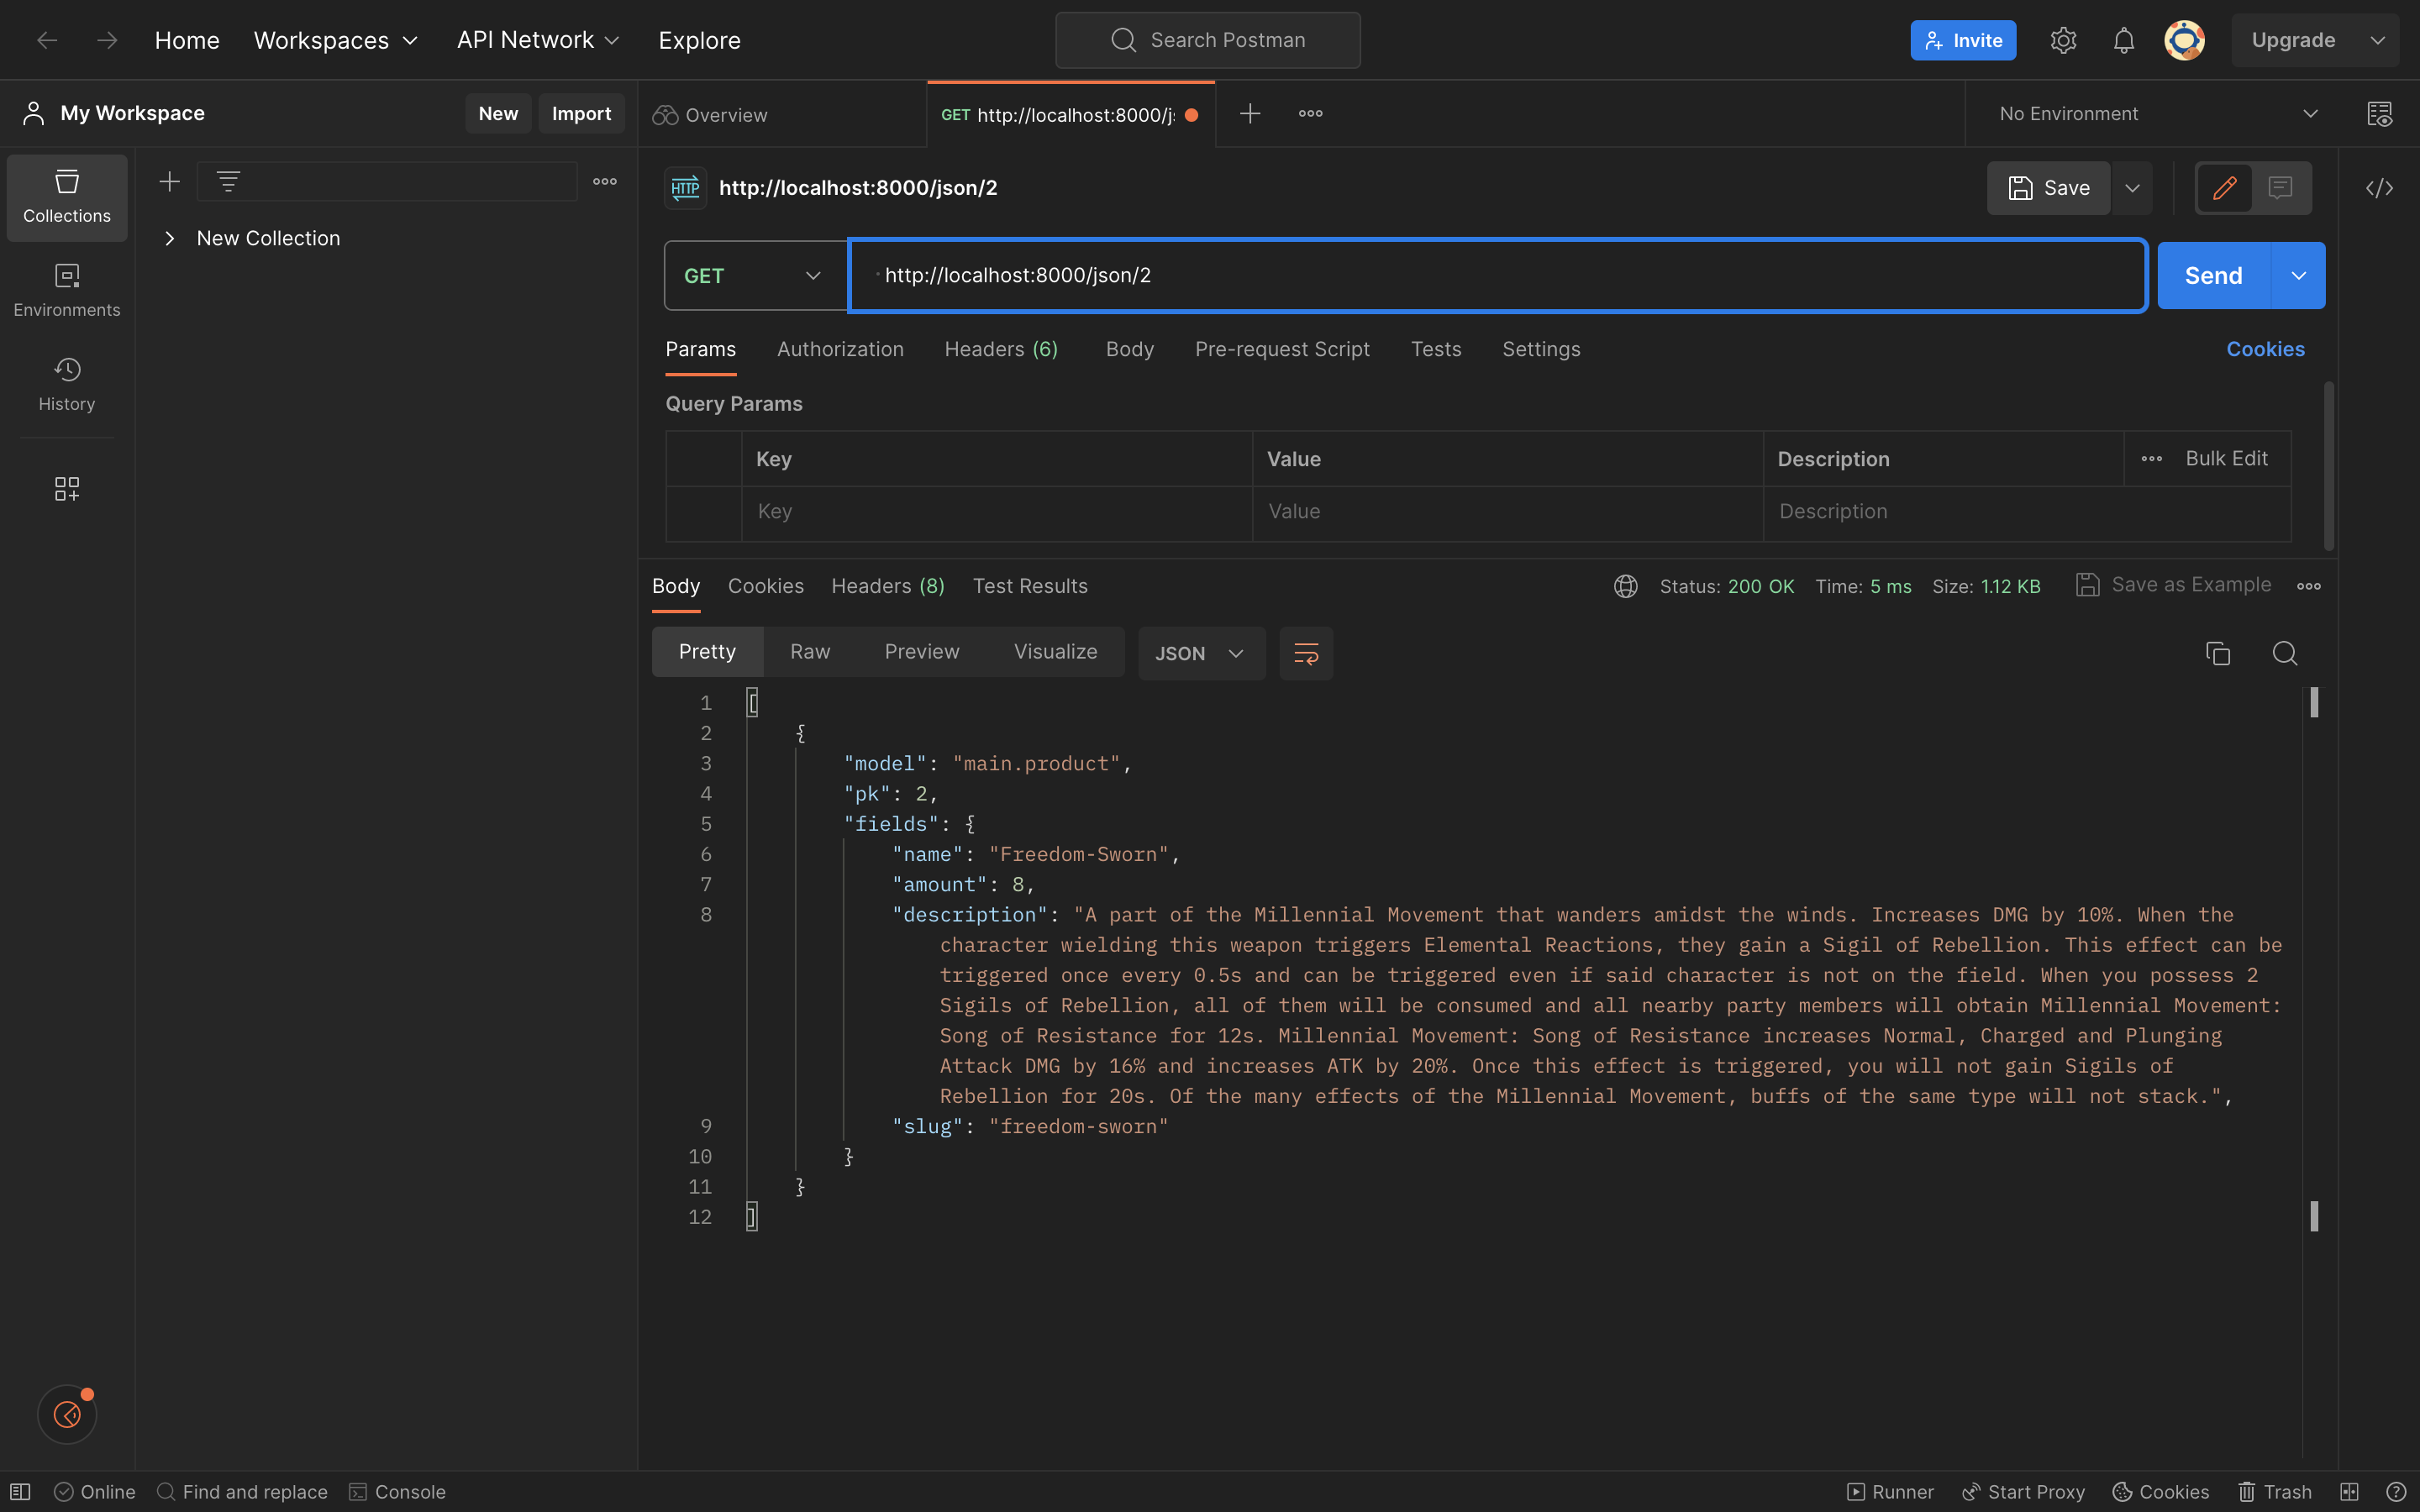 Home Workspaces API Network Explore Search Postman Invite Upgrade
My Workspace New Import Overview GET http://localhost:8000/j: No Environment
Collections
Environments
History
New Collection
HTTP http://localhost:8000/json/2 Save
GET http://localhost:8000/json/2 Send
Params Authorization Headers (6) Body Pre-request Script Tests Settings Cookies
Query Params
Key Value Description Bulk Edit
Key Value Description
Body Cookies Headers (8) Test Results Status: 200 OK Time: 5 ms Size: 1.12 KB Save as Example
Pretty Raw Preview Visualize JSON
1 [
2 {
3 "model": "main.product",
4 "pk": 2,
5 "fields": {
6 "name": "Freedom-Sworn",
7 "amount": 8,
8 "description": "A part of the Millennial Movement that wanders amidst the winds. Increases DMG by 10%. When the
character wielding this weapon triggers Elemental Reactions, they gain a Sigil of Rebellion. This effect can be
triggered once every 0.5s and can be triggered even if said character is not on the field. When you possess 2
Sigils of Rebellion, all of them will be consumed and all nearby party members will obtain Millennial Movement:
Song of Resistance for 12s. Millennial Movement: Song of Resistance increases Normal, Charged and Plunging
Attack DMG by 16% and increases ATK by 20%. Once this effect is triggered, you will not gain Sigils of
Rebellion for 20s. Of the many effects of the Millennial Movement, buffs of the same type will not stack.",
9 "slug": "freedom-sworn"
10 }
11 }
12 ]
Online Find and replace Console Runner Start Proxy Cookies Trash